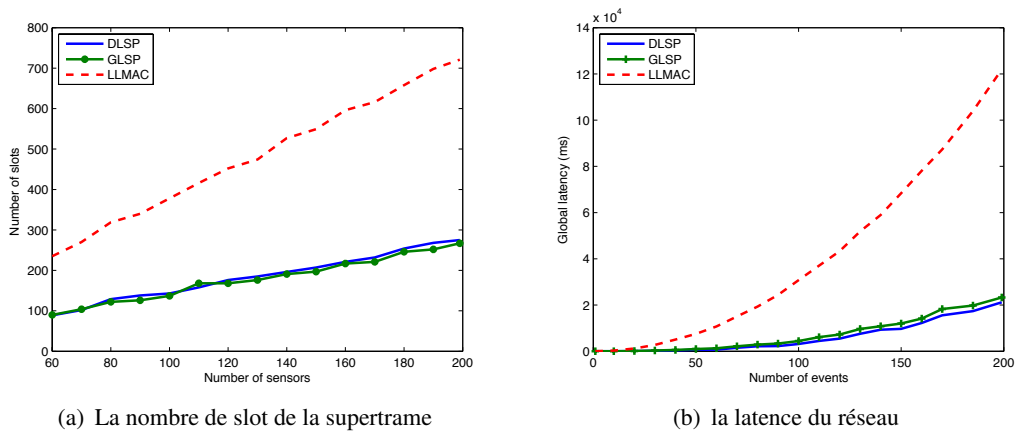 800
700
600
500
400
300
200
100
0
Number of slots
DLSP
GLSP
LLMAC
60 80 100 120 140 160 180 200
Number of sensors
(a) La nombre de slot de la supertrame
x 10^4
14
12
10
8
6
4
2
0
Global latency (ms)
DLSP
GLSP
LLMAC
0 50 100 150 200
Number of events
(b) la latence du réseau